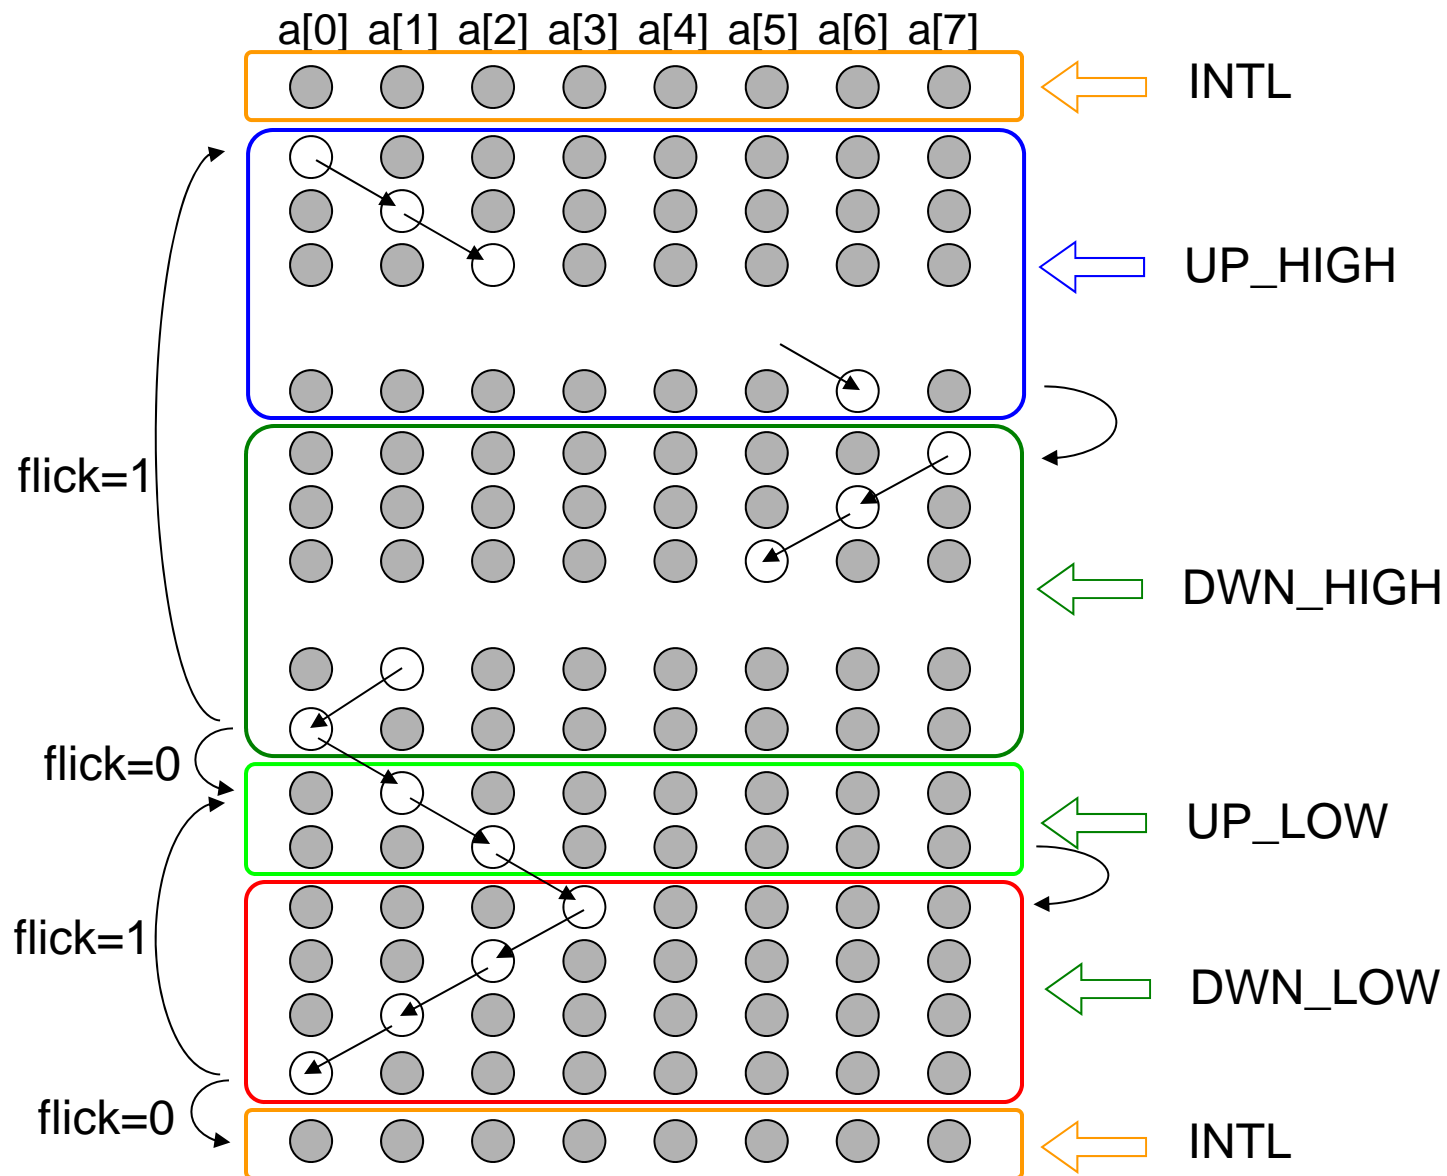 a[0] a[1] a[2] a[3] a[4] a[5] a[6] a[7]
INTL
UP_HIGH
flick=1
DWN_HIGH
flick=0
UP_LOW
flick=1
DWN_LOW
flick=0
INTL